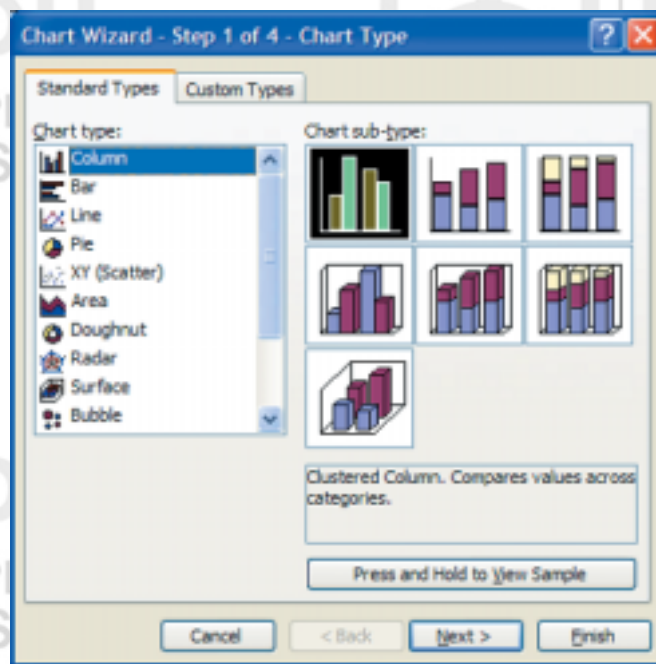 Chart Wizard - Step 1 of 4 - Chart Type
Standard Types
Custom Types
Chart type:
Column
Bar
Line
Pie
XY (Scatter)
Area
Doughnut
Radar
Surface
Bubble
Chart sub-type:
Clustered Column. Compares values across
categories.
Press and Hold to View Sample
Cancel
< Back
Next >
Finish